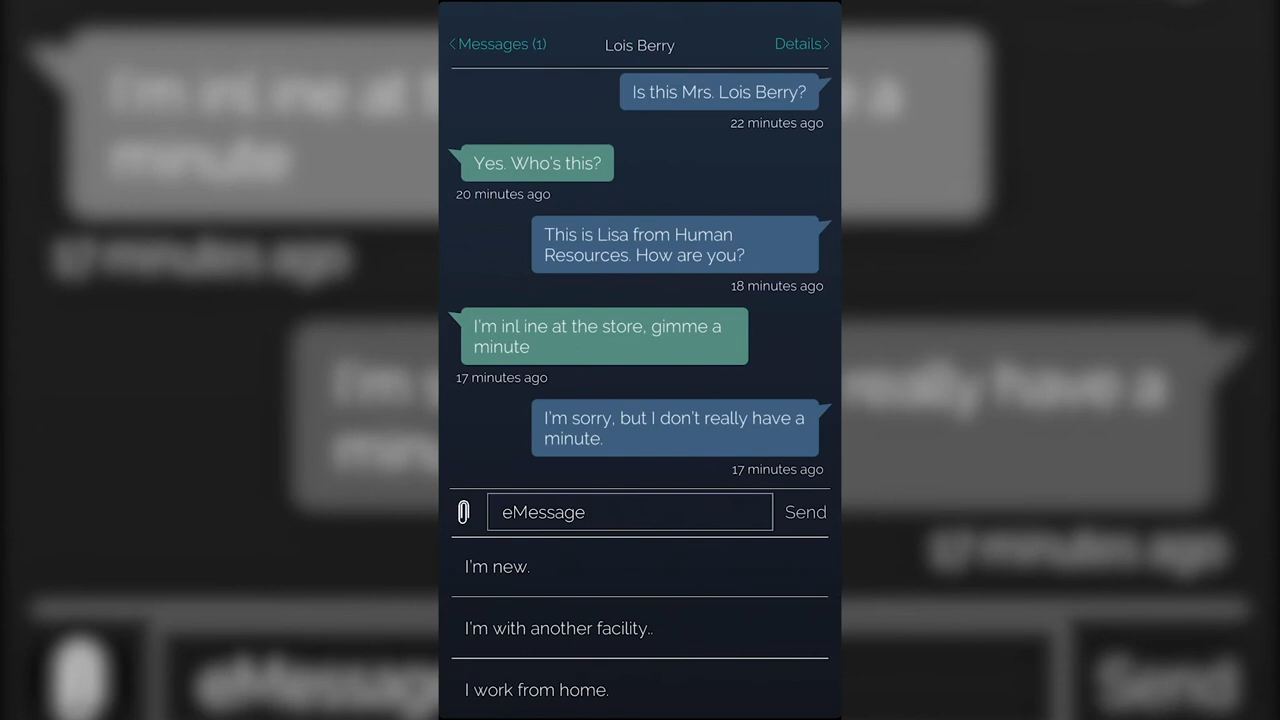 Messages (1)
Lois Berry
Details
Is this Mrs. Lois Berry?
22 minutes ago
Yes. Who's this?
20 minutes ago
This is Lisa from Human
Resources. How are you?
18 minutes ago
I'm inl ine at the store, gimme a
minute
17 minutes ago
I'm sorry, but I don't really have a
minute.
17 minutes ago
eMessage
Send
I'm new.
I'm with another facility..
I work from home.